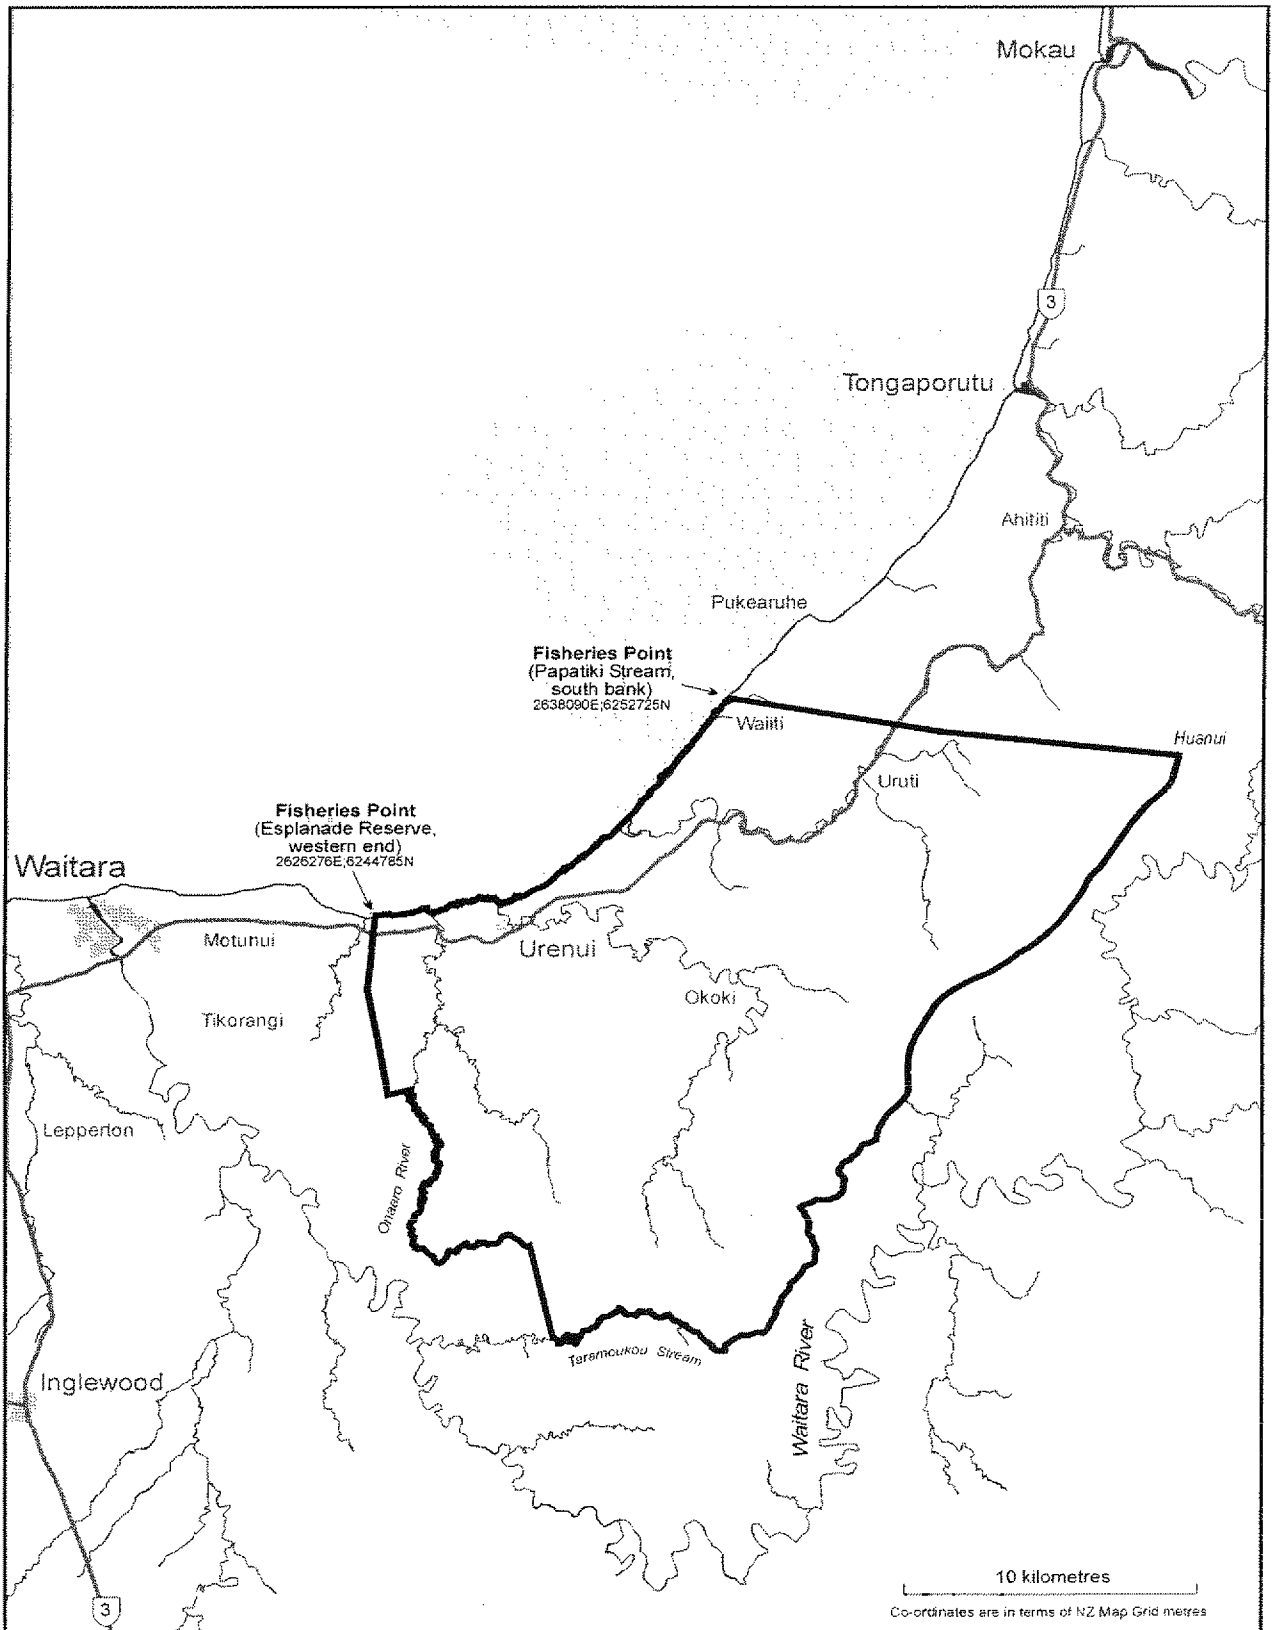 Mokau
3
Tongaporutu
Ahititi
Pukearuhe
Fisheries Point
(Papatiki Stream,
south bank)
2638090E;6252725N
Waiiti
Huanui
Uruti
Fisheries Point
(Esplanade Reserve,
western end)
2626276E;6244785N
Waitara
Motunui
Urenui
Okoki
Tikorangi
Lepperton
Onaero River
Taramoukou Stream
Waitara River
Inglewood
10 kilometres
3
Co-ordinates are in terms of NZ Map Grid metres